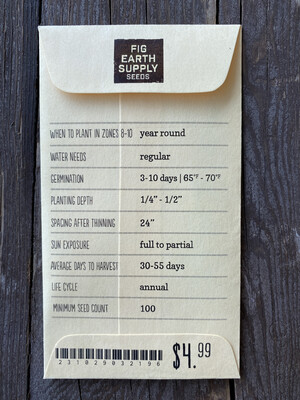 FIG
EARTH
SUPPLY
SEEDS
WHEN TO PLANT IN ZONES 8-10 year round
WATER NEEDS regular
GERMINATION 3-10 days | 65°F - 70°F
PLANTING DEPTH 1/4" - 1/2"
SPACING AFTER THINNING 24"
SUN EXPOSURE full to partial
AVERAGE DAYS TO HARVEST 30-55 days
LIFE CYCLE annual
MINIMUM SEED COUNT 100
$4.99